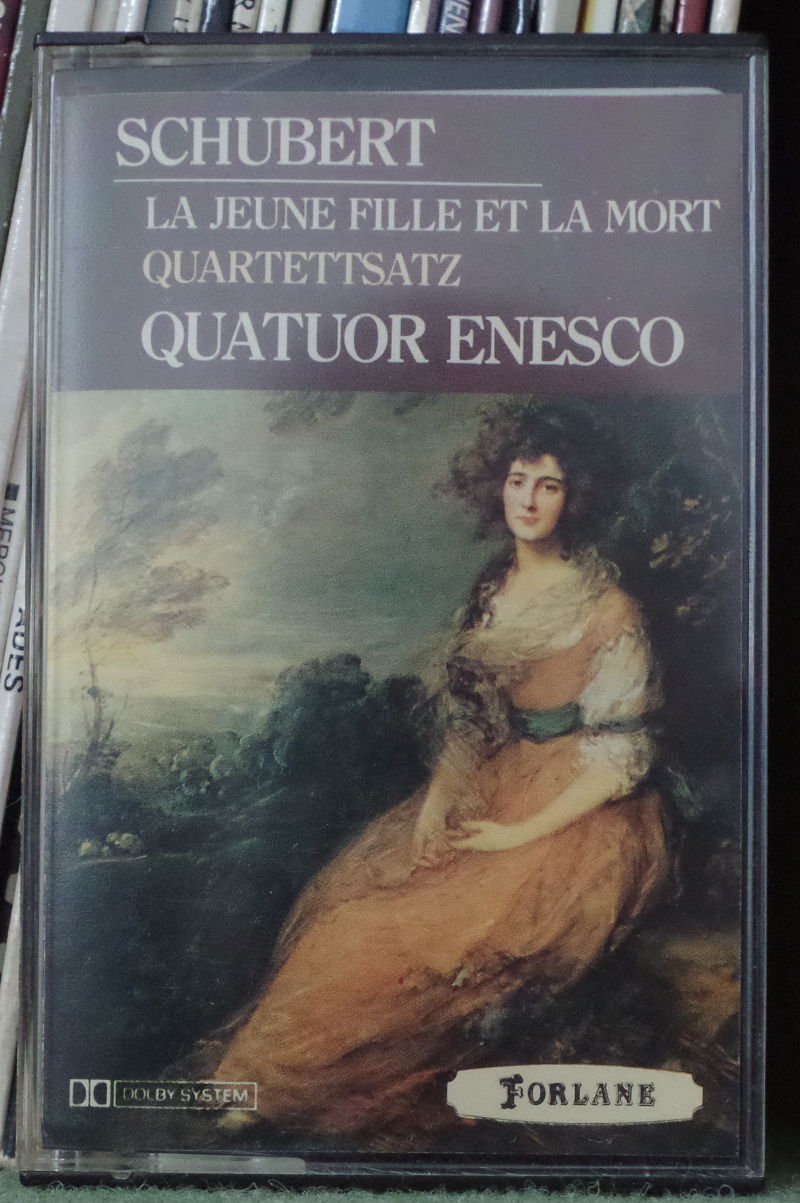 SCHUBERT
LA JEUNE FILLE ET LA MORT
QUARTETTSATZ
QUATUOR ENESCO
DOLBY SYSTEM
FORLANE